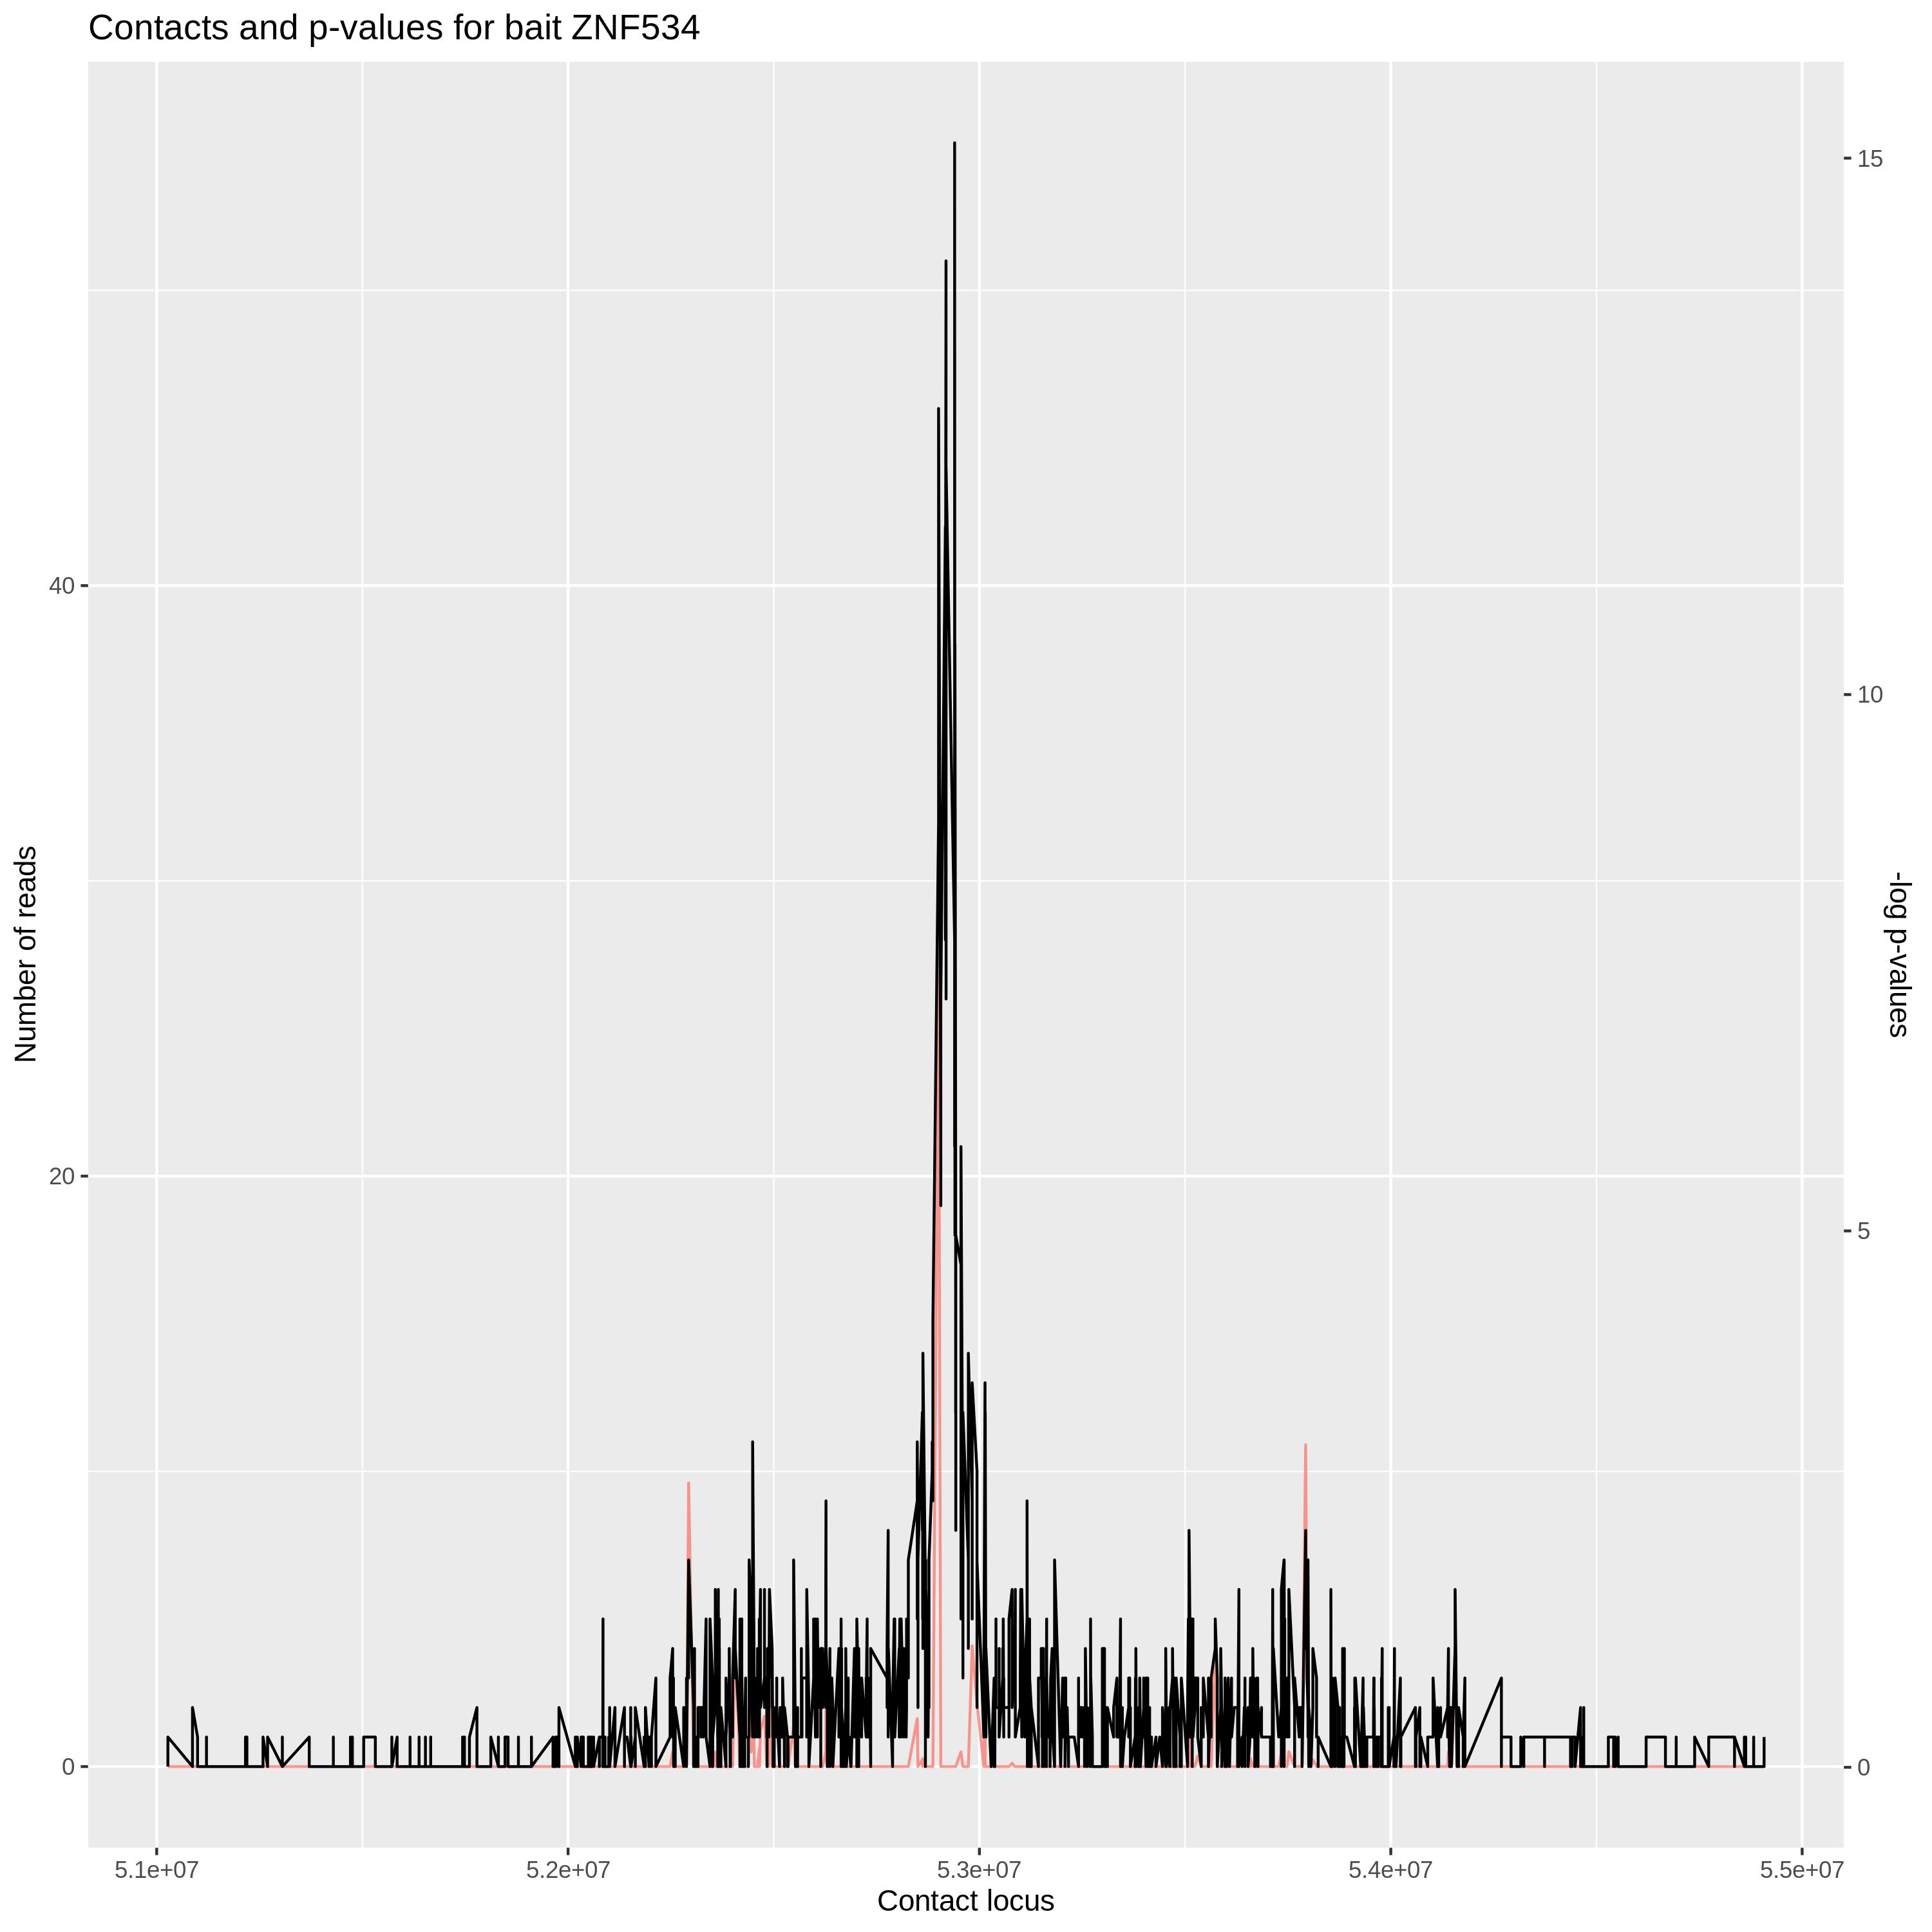 Contacts and p-values for bait ZNF534
15
40
10
Number of reads
-log p-values
20
5
0
0
5.1e+07
5.2e+07
5.3e+07
5.4e+07
5.5e+07
Contact locus